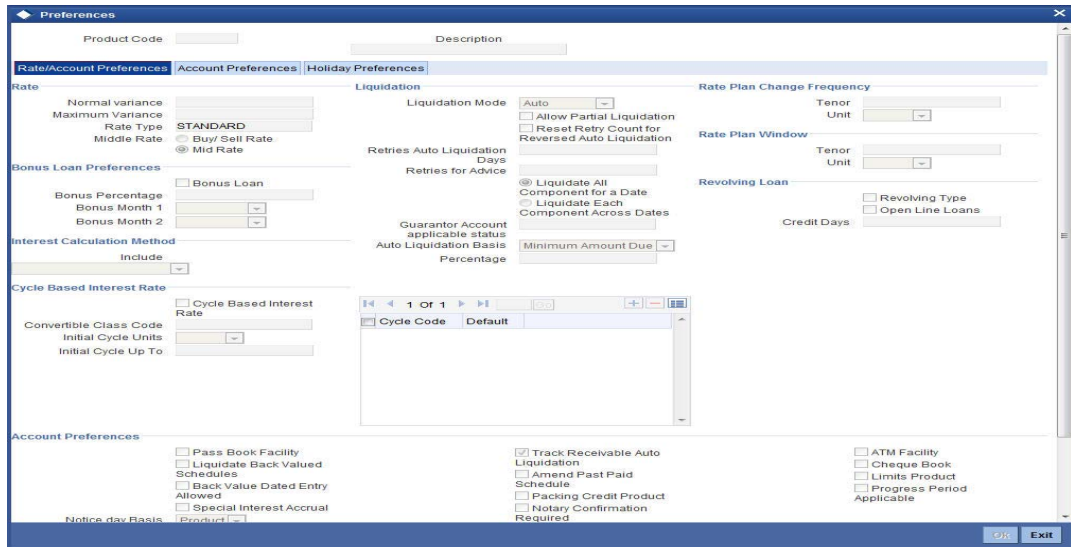 Preferences
Product Code
Description
Rate/Account Preferences Account Preferences Holiday Preferences
Rate
Normal variance
Maximum Variance
Rate Type STANDARD
Middle Rate Buy/ Sell Rate
Mid Rate
Bonus Loan Preferences
Bonus Loan
Bonus Percentage
Bonus Month 1
Bonus Month 2
Interest Calculation Method
Include
Cycle Based Interest Rate
Cycle Based Interest
Rate
Convertible Class Code
Initial Cycle Units
Initial Cycle Up To
Liquidation
Liquidation Mode Auto
Allow Partial Liquidation
Reset Retry Count for
Reversed Auto Liquidation
Retries Auto Liquidation
Days
Retries for Advice
Liquidate All
Component for a Date
Liquidate Each
Component Across Dates
Guarantor Account
applicable status
Auto Liquidation Basis Minimum Amount Due
Percentage
1 Of 1 Go
Cycle Code Default
Rate Plan Change Frequency
Tenor
Unit
Rate Plan Window
Tenor
Unit
Revolving Loan
Revolving Type
Open Line Loans
Credit Days
Account Preferences
Pass Book Facility
Liquidate Back Valued
Schedules
Back Value Dated Entry
Allowed
Special Interest Accrual
Notice day Basis Product
Track Receivable Auto
Liquidation
Amend Past Paid
Schedule
Packing Credit Product
Notary Confirmation
Required
ATM Facility
Cheque Book
Limits Product
Progress Period
Applicable
Ok Exit